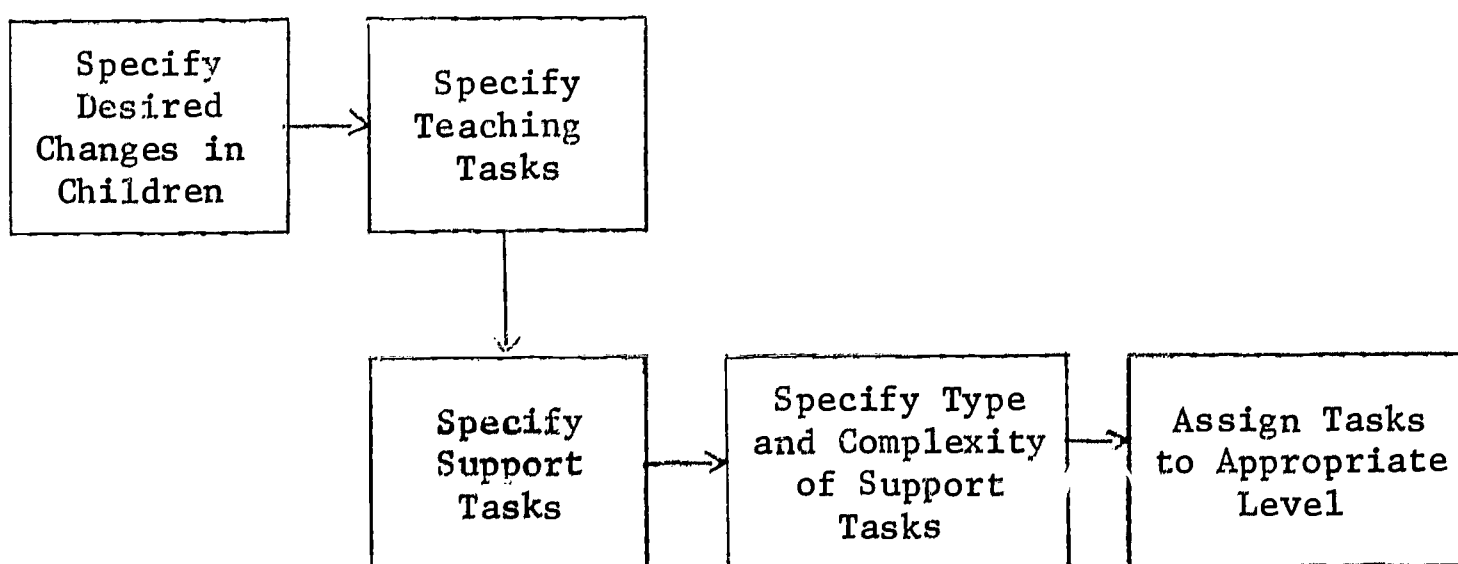 Specify
Desired
Changes in
Children
Specify
Teaching
Tasks
Specify
Support
Tasks
Specify Type
and Complexity
of Support
Tasks
Assign Tasks
to Appropriate
Level